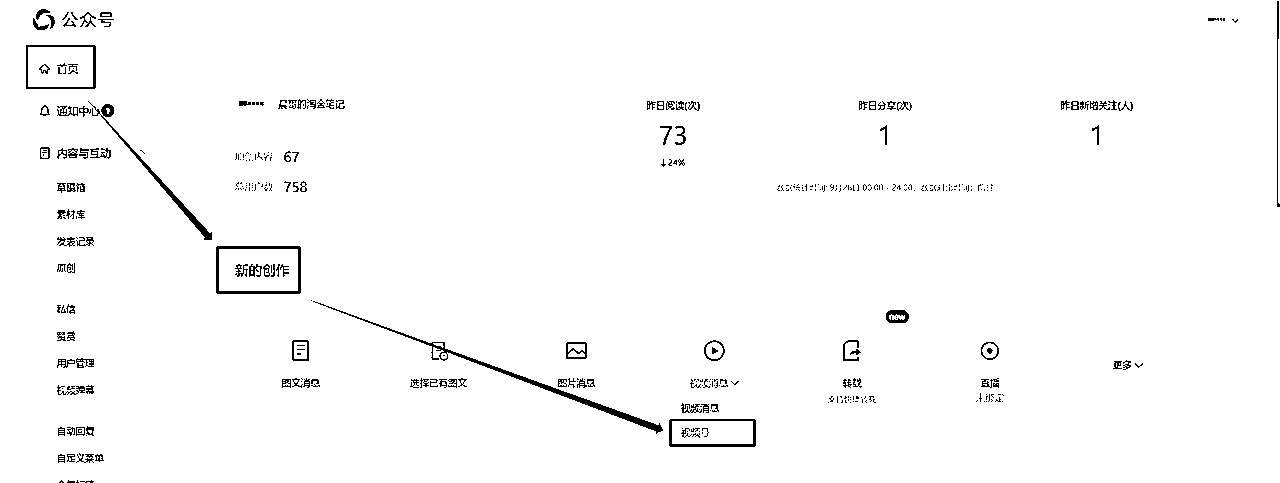 公众号
首页
通知中心
内容与互动
草稿箱
素材库
发表记录
原创
私信
赞赏
用户管理
视频弹幕
自动回复
自定义菜单
晨哥的淘金笔记
原创内容 67
总用户数 758
昨日阅读(次)
73
↓24%
昨日分享(次)
1
昨日新增关注(人)
1
新的创作
图文消息
选择已有图文
图片消息
视频消息
视频消息
视频号
new
转载
直播
更多